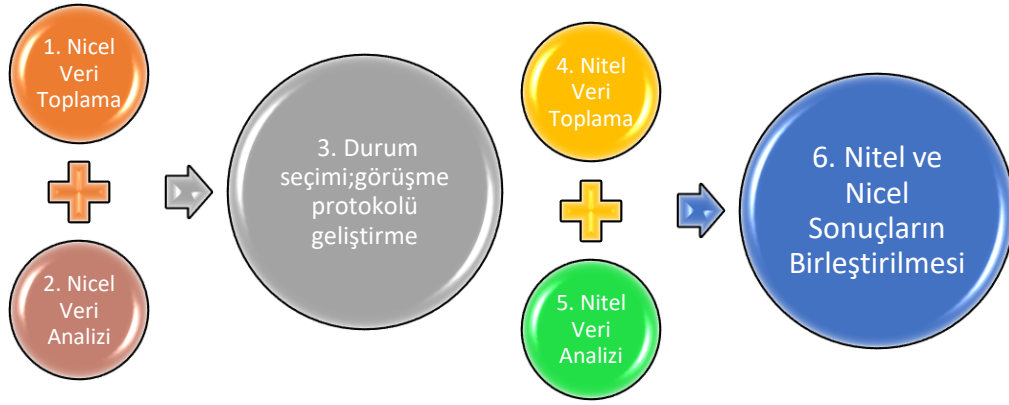 1. Nicel
Veri
Toplama
2. Nicel
Veri
Analizi
3. Durum
seçimi;görüşme
protokolü
geliştirme
4. Nitel
Veri
Toplama
5. Nitel
Veri
Analizi
6. Nitel ve
Nicel
Sonuçların
Birleştirilmesi